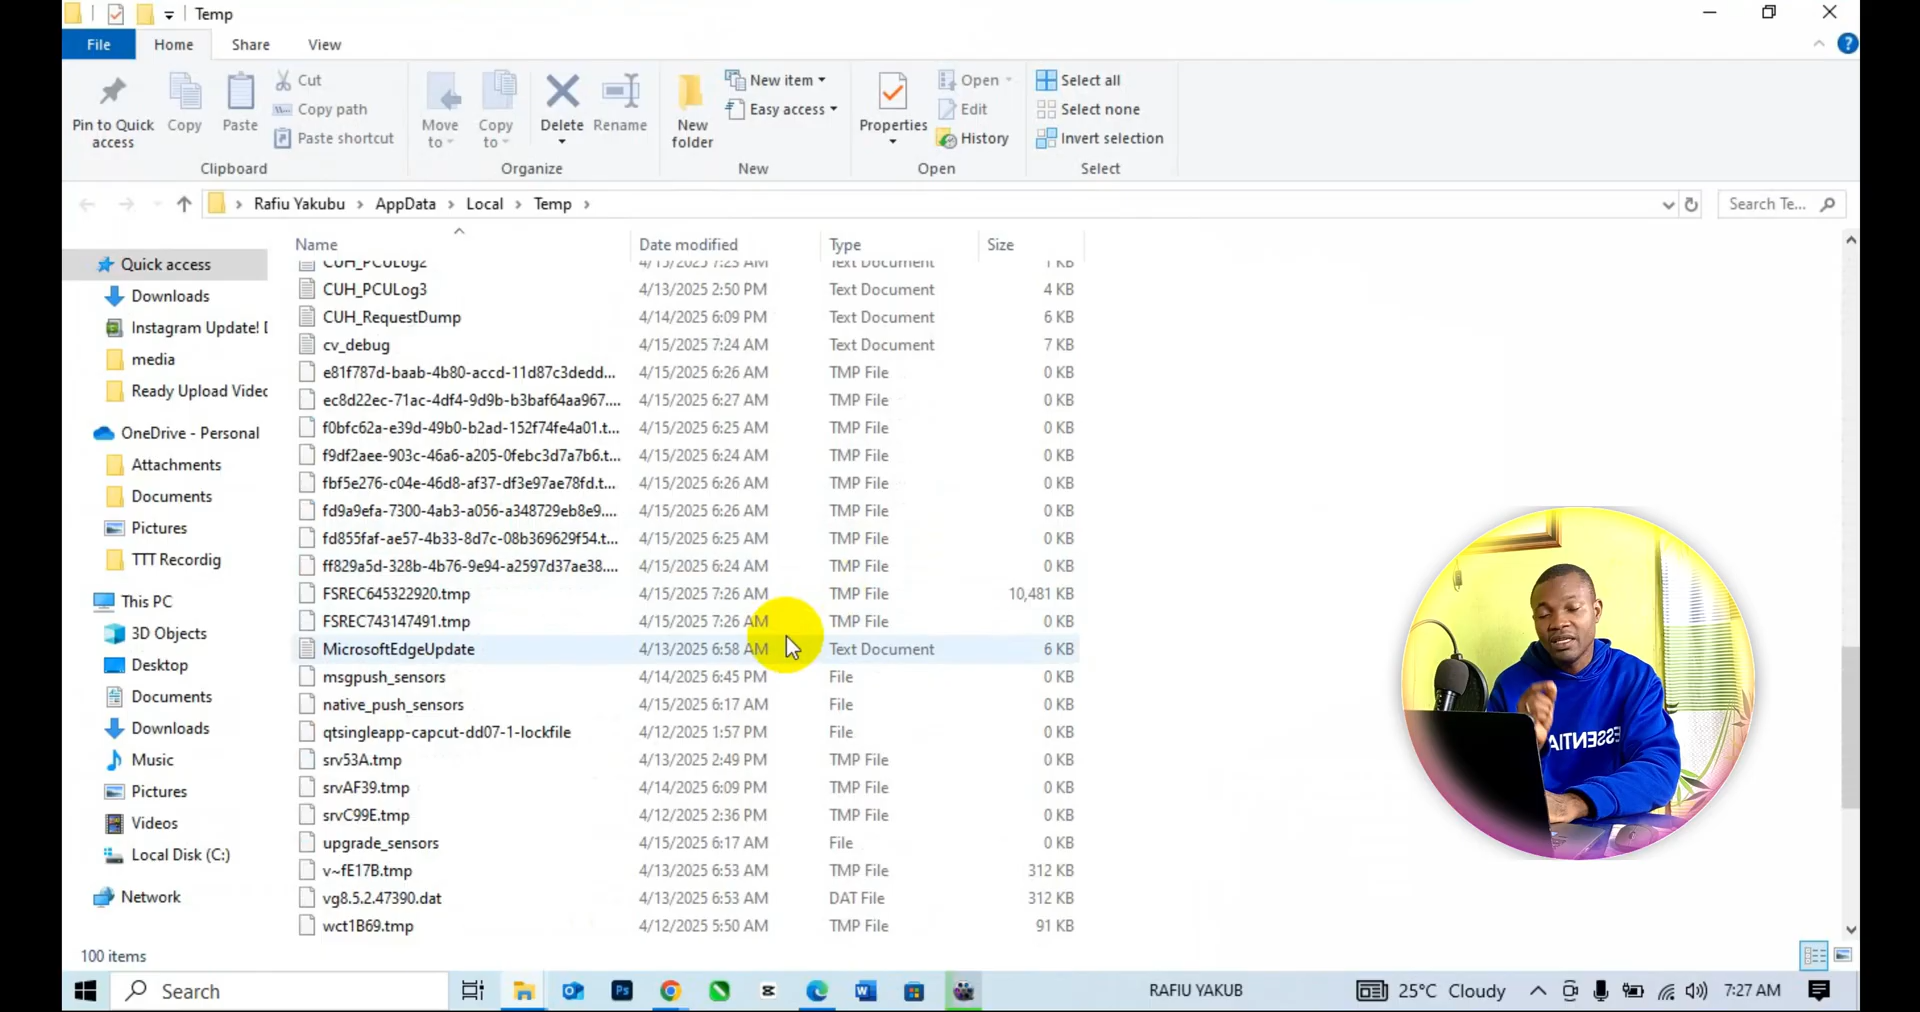 Temp
File Home Share View
Pin to Quick access
Copy
Paste
Cut
Copy path
Paste shortcut
Clipboard
Move to
Copy to
Delete
Rename
Organize
New folder
New item
Easy access
New
Properties
Open
Edit
History
Open
Select all
Select none
Invert selection
Select
Rafiu Yakubu > AppData > Local > Temp >
Search Te...
Name Date modified Type Size
Quick access
Downloads
Instagram Update! D
media
Ready Upload Videc
OneDrive - Personal
Attachments
Documents
Pictures
TTT Recordig
This PC
3D Objects
Desktop
Documents
Downloads
Music
Pictures
Videos
Local Disk (C:)
Network
CUH_PCULog2 4/15/2025 7:23 AM Text Document 1 KB
CUH_PCULog3 4/13/2025 2:50 PM Text Document 4 KB
CUH_RequestDump 4/14/2025 6:09 PM Text Document 6 KB
cv_debug 4/15/2025 7:24 AM Text Document 7 KB
e81f787d-baab-4b80-accd-11d87c3dedd... 4/15/2025 6:26 AM TMP File 0 KB
ec8d22ec-71ac-4df4-9d9b-b3baf64aa967.... 4/15/2025 6:27 AM TMP File 0 KB
f0bfc62a-e39d-49b0-b2ad-152f74fe4a01.t... 4/15/2025 6:25 AM TMP File 0 KB
f9df2aee-903c-46a6-a205-0febc3d7a7b6.t... 4/15/2025 6:24 AM TMP File 0 KB
fbf5e276-c04e-46d8-af37-df3e97ae78fd.t... 4/15/2025 6:26 AM TMP File 0 KB
fd9a9efa-7300-4ab3-a056-a348729eb8e9.... 4/15/2025 6:26 AM TMP File 0 KB
fd855faf-ae57-4b33-8d7c-08b369629f54.t... 4/15/2025 6:25 AM TMP File 0 KB
ff829a5d-328b-4b76-9e94-a2597d37ae38.... 4/15/2025 6:24 AM TMP File 0 KB
FSREC645322920.tmp 4/15/2025 7:26 AM TMP File 10,481 KB
FSREC743147491.tmp 4/15/2025 7:26 AM TMP File 0 KB
MicrosoftEdgeUpdate 4/13/2025 6:58 AM Text Document 6 KB
msgpush_sensors 4/14/2025 6:45 PM File 0 KB
native_push_sensors 4/15/2025 6:17 AM File 0 KB
qtsingleapp-capcut-dd07-1-lockfile 4/12/2025 1:57 PM File 0 KB
srv53A.tmp 4/13/2025 2:49 PM TMP File 0 KB
srvAF39.tmp 4/14/2025 6:09 PM TMP File 0 KB
srvC99E.tmp 4/12/2025 2:36 PM TMP File 0 KB
upgrade_sensors 4/15/2025 6:17 AM File 0 KB
v~fE17B.tmp 4/13/2025 6:53 AM TMP File 312 KB
vg8.5.2.47390.dat 4/13/2025 6:53 AM DAT File 312 KB
wct1B69.tmp 4/12/2025 5:50 AM TMP File 91 KB
ESSENTIA
100 items
Search
Ps
W
RAFIU YAKUB
25°C Cloudy
7:27 AM